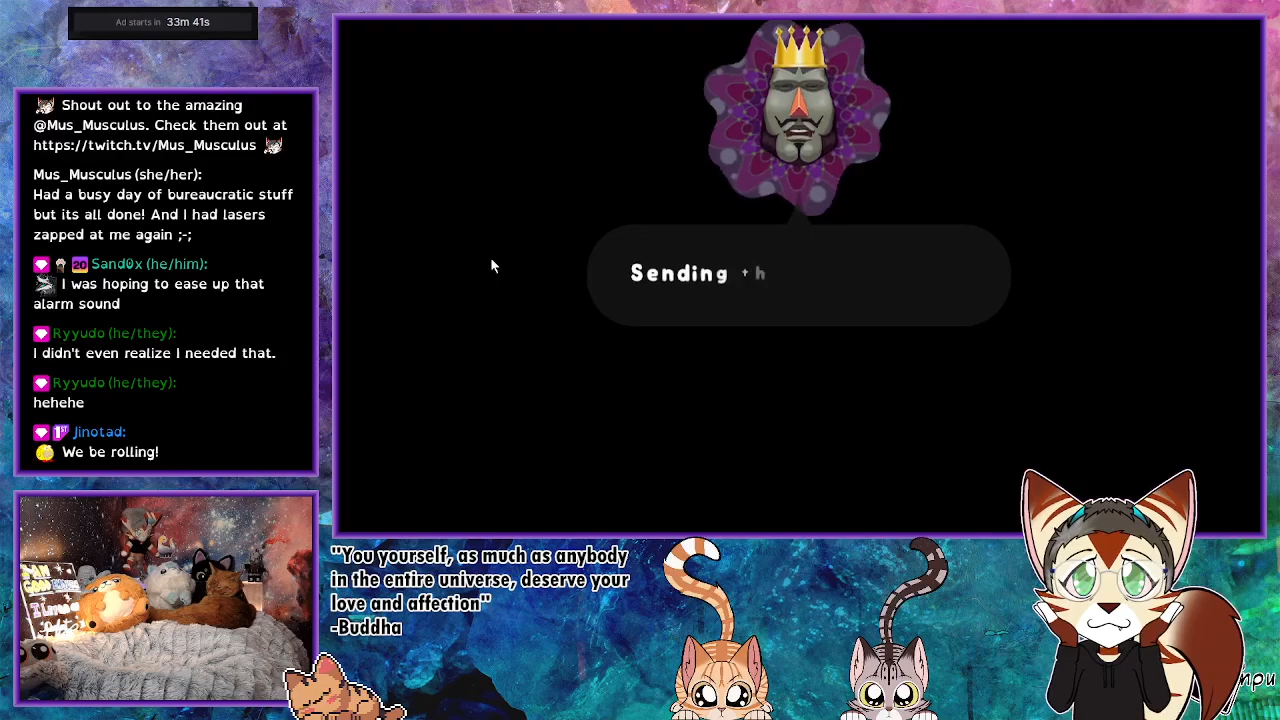 Ad starts in 33m 41s
Shout out to the amazing
@Mus_Musculus. Check them out at
https://twitch.tv/Mus_Musculus
Mus_Musculus (she/her):
Had a busy day of bureaucratic stuff
but its all done! And I had lasers
zapped at me again ;-;
20 Sand0x (he/him):
I was hoping to ease up that
alarm sound
Ryyudo (he/they):
I didn't even realize I needed that.
Ryyudo (he/they):
hehehe
1ST Jinotad:
We be rolling!
Sending th
"You yourself, as much as anybody
in the entire universe, deserve your
love and affection"
-Buddha